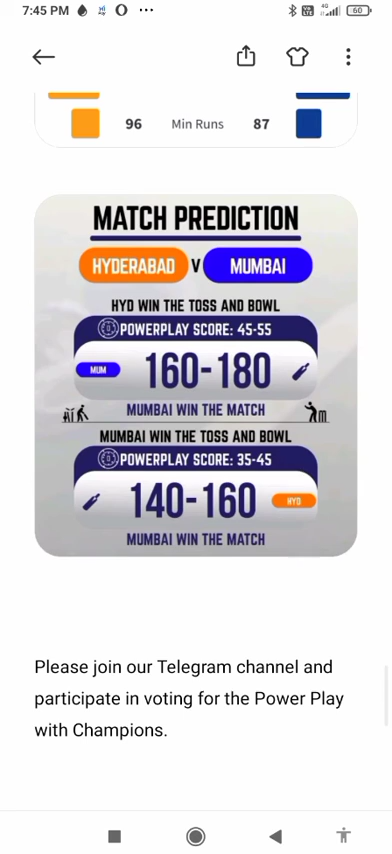 7:45 PM
4G
60
96 Min Runs 87
MATCH PREDICTION
HYDERABAD V MUMBAI
HYD WIN THE TOSS AND BOWL
POWERPLAY SCORE: 45-55
MUM 160-180
MUMBAI WIN THE MATCH
MUMBAI WIN THE TOSS AND BOWL
POWERPLAY SCORE: 35-45
140-160 HYD
MUMBAI WIN THE MATCH
Please join our Telegram channel and
participate in voting for the Power Play
with Champions.